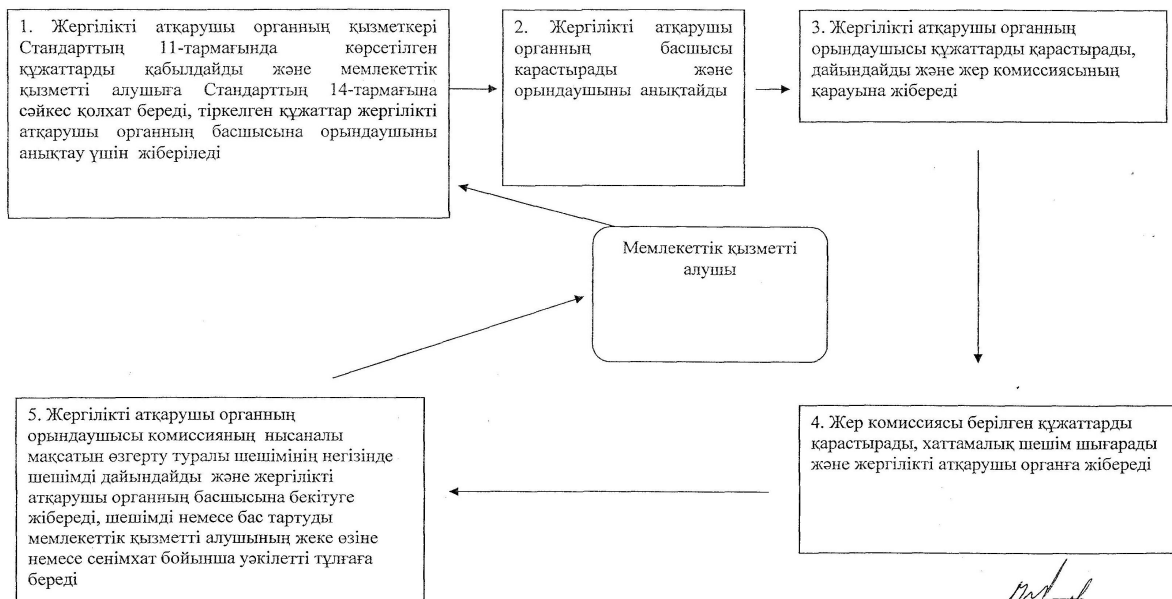 1. Жергілікті атқарушы органның қызметкері
Стандарттың 11-тармағында көрсетілген
құжаттарды қабылдайды және мемлекеттік
қызметті алушыға Стандарттың 14-тармағына
сәйкес қолхат береді, тіркелген құжаттар жергілікті
атқарушы органның басшысына орындаушыны
анықтау үшін жіберіледі
2. Жергілікті атқарушы
органның басшысы
карастырады және
орындаушыны анықтайды
3. Жергілікті атқарушы органның
орындаушысы құжаттарды қарастырады,
дайындайды және жер комиссиясының
қарауына жібереді
Мемлекеттік қызметті
алушы
5. Жергілікті атқарушы органның
орындаушысы комиссияның нысаналы
мақсатын өзгерту туралы шешімінің негізінде
шешімді дайындайды және жергілікті
атқарушы органның басшысына бекітуге
жібереді, шешімді немесе бас тартуды
мемлекеттік қызметті алушының жеке өзіне
немесе сенімхат бойынша уәкілетті тұлғаға
береді
4. Жер комиссиясы берілген құжаттарды
қарастырады, хаттамалық шешім шығарады
және жергілікті атқарушы органға жібереді